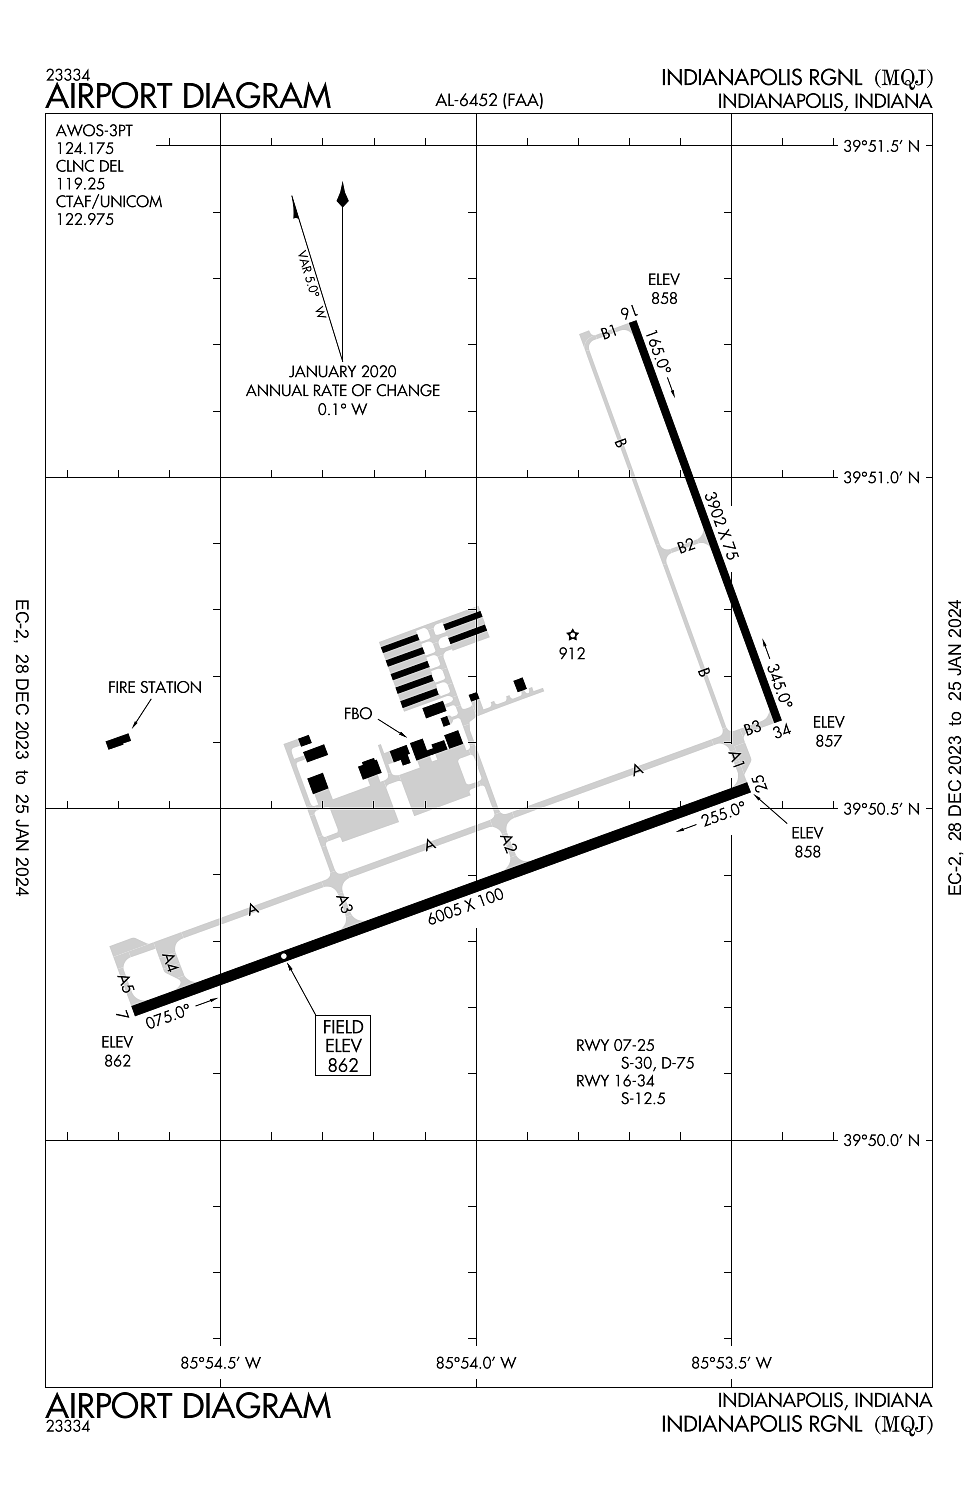 23334
AIRPORT DIAGRAM
AL-6452 (FAA)
INDIANAPOLIS RGNL (MQJ)
INDIANAPOLIS, INDIANA
AWOS-3PT
124.175
CLNC DEL
119.25
CTAF/UNICOM
122.975
39°51.5' N
VAR 5.0° W
JANUARY 2020
ANNUAL RATE OF CHANGE
0.1° W
ELEV
858
16
B1
165.0°
B
39°51.0' N
3902 X 75
B2
912
B
345.0°
FIRE STATION
FBO
B3
34
ELEV
857
A1
A
25
39°50.5' N
255.0°
ELEV
858
A
A2
A3
6005 X 100
A
A4
A5
7
075.0°
ELEV
862
FIELD
ELEV
862
RWY 07-25
S-30, D-75
RWY 16-34
S-12.5
39°50.0' N
85°54.5' W
85°54.0' W
85°53.5' W
EC-2, 28 DEC 2023 to 25 JAN 2024
EC-2, 28 DEC 2023 to 25 JAN 2024
AIRPORT DIAGRAM
23334
INDIANAPOLIS, INDIANA
INDIANAPOLIS RGNL (MQJ)